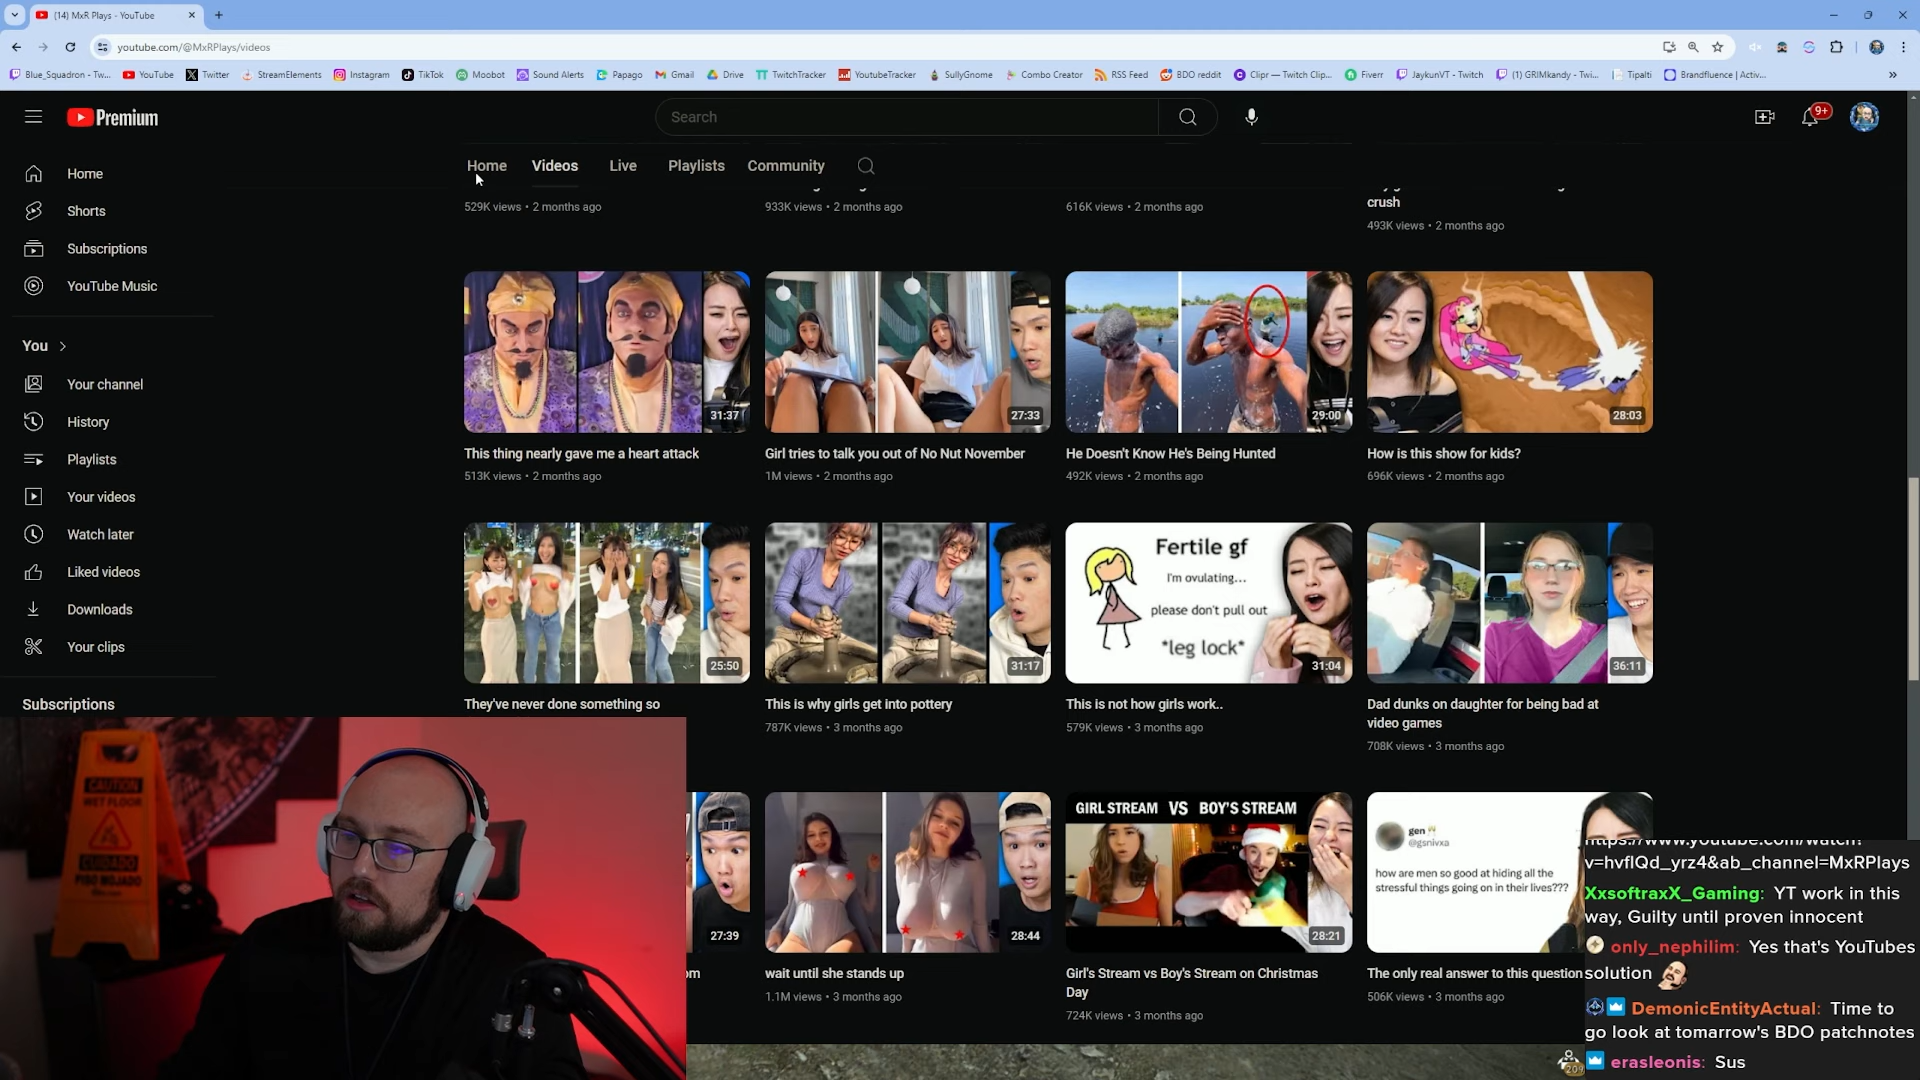 (14) MxR Plays - YouTube
youtube.com/@MxRPlays/videos
Blue_Squadron - Tw...
YouTube
Twitter
StreamElements
Instagram
TikTok
Moobot
Sound Alerts
Papago
Gmail
Drive
TwitchTracker
YoutubeTracker
SullyGnome
Combo Creator
RSS Feed
BDO reddit
Clipr — Twitch Clip...
Fiverr
JaykunVT - Twitch
(1) GRIMkandy - Twi...
Tipalti
Brandfluence | Activ...
Premium
Search
9+
Home
Videos
Live
Playlists
Community
Home
Shorts
Subscriptions
YouTube Music
You
Your channel
History
Playlists
Your videos
Watch later
Liked videos
Downloads
Your clips
Subscriptions
529K views • 2 months ago
933K views • 2 months ago
616K views • 2 months ago
crush
493K views • 2 months ago
31:37
27:33
29:00
28:03
This thing nearly gave me a heart attack
513K views • 2 months ago
Girl tries to talk you out of No Nut November
1M views • 2 months ago
He Doesn't Know He's Being Hunted
492K views • 2 months ago
How is this show for kids?
696K views • 2 months ago
25:50
31:17
Fertile gf
I'm ovulating...
please don't pull out
*leg lock*
31:04
36:11
They've never done something so
This is why girls get into pottery
787K views • 3 months ago
This is not how girls work..
579K views • 3 months ago
Dad dunks on daughter for being bad at
video games
708K views • 3 months ago
27:39
28:44
GIRL STREAM VS BOY'S STREAM
28:21
gen
@gsnivxa
how are men so good at hiding all the
stressful things going on in their lives???
om
wait until she stands up
1.1M views • 3 months ago
Girl's Stream vs Boy's Stream on Christmas
Day
724K views • 3 months ago
The only real answer to this question
506K views • 3 months ago
CAUTION
WET FLOOR
CUIDADO
PISO MOJADO
https://www.youtube.com/watch?
v=hvflQd_yrz4&ab_channel=MxRPlays
XxsoftraxX_Gaming: YT work in this
way, Guilty until proven innocent
only_nephilim: Yes that's YouTubes
solution
DemonicEntityActual: Time to
go look at tomorrow's BDO patchnotes
erasleonis: Sus
209